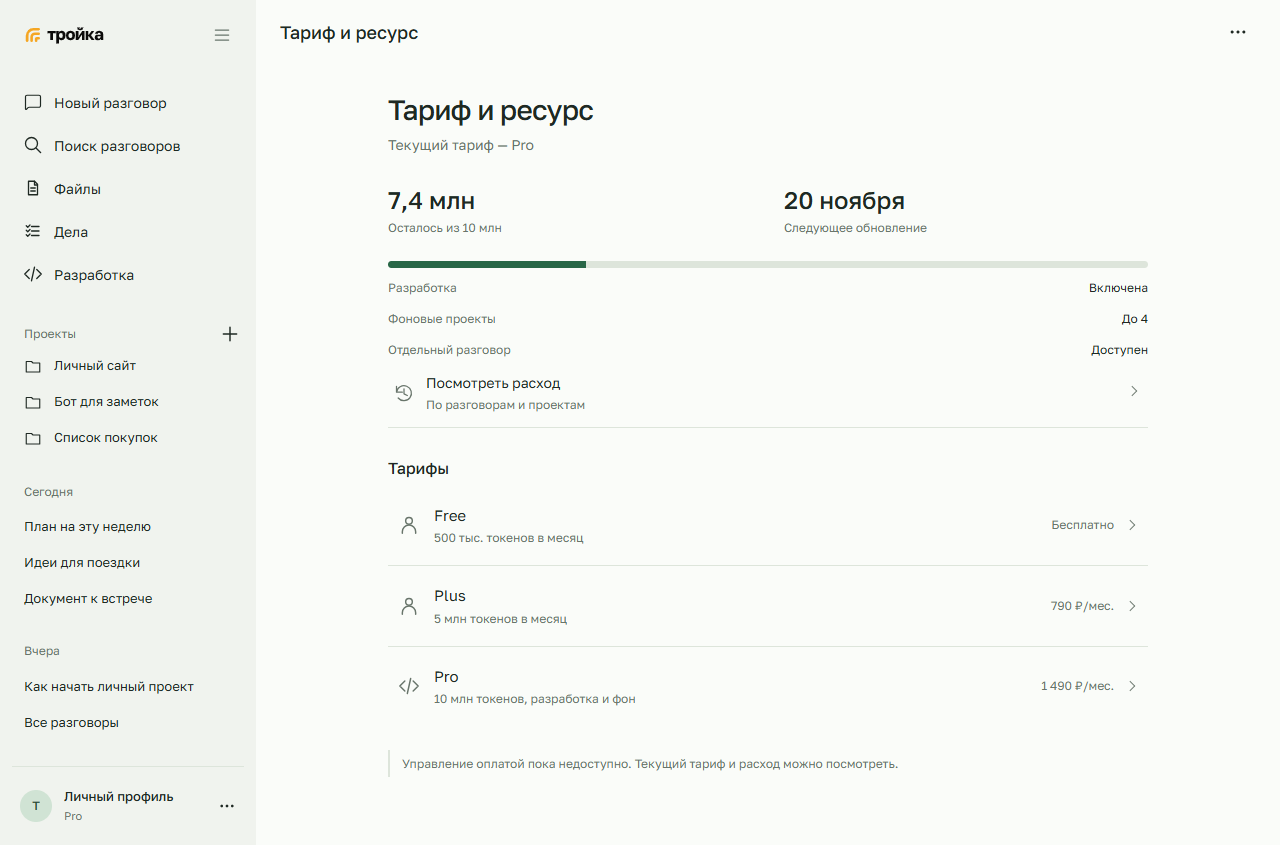 тройка
Новый разговор
Поиск разговоров
Файлы
Дела
Разработка
Проекты
Личный сайт
Бот для заметок
Список покупок
Сегодня
План на эту неделю
Идеи для поездки
Документ к встрече
Вчера
Как начать личный проект
Все разговоры
Т
Личный профиль
Pro
Тариф и ресурс
Тариф и ресурс
Текущий тариф — Pro
7,4 млн
Осталось из 10 млн
20 ноября
Следующее обновление
Разработка Включена
Фоновые проекты До 4
Отдельный разговор Доступен
Посмотреть расход
По разговорам и проектам
Тарифы
Free
500 тыс. токенов в месяц
Бесплатно
Plus
5 млн токенов в месяц
790 ₽/мес.
Pro
10 млн токенов, разработка и фон
1 490 ₽/мес.
Управление оплатой пока недоступно. Текущий тариф и расход можно посмотреть.